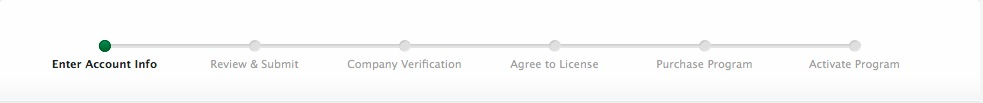 Enter Account Info Review & Submit Company Verification Agree to License Purchase Program Activate Program